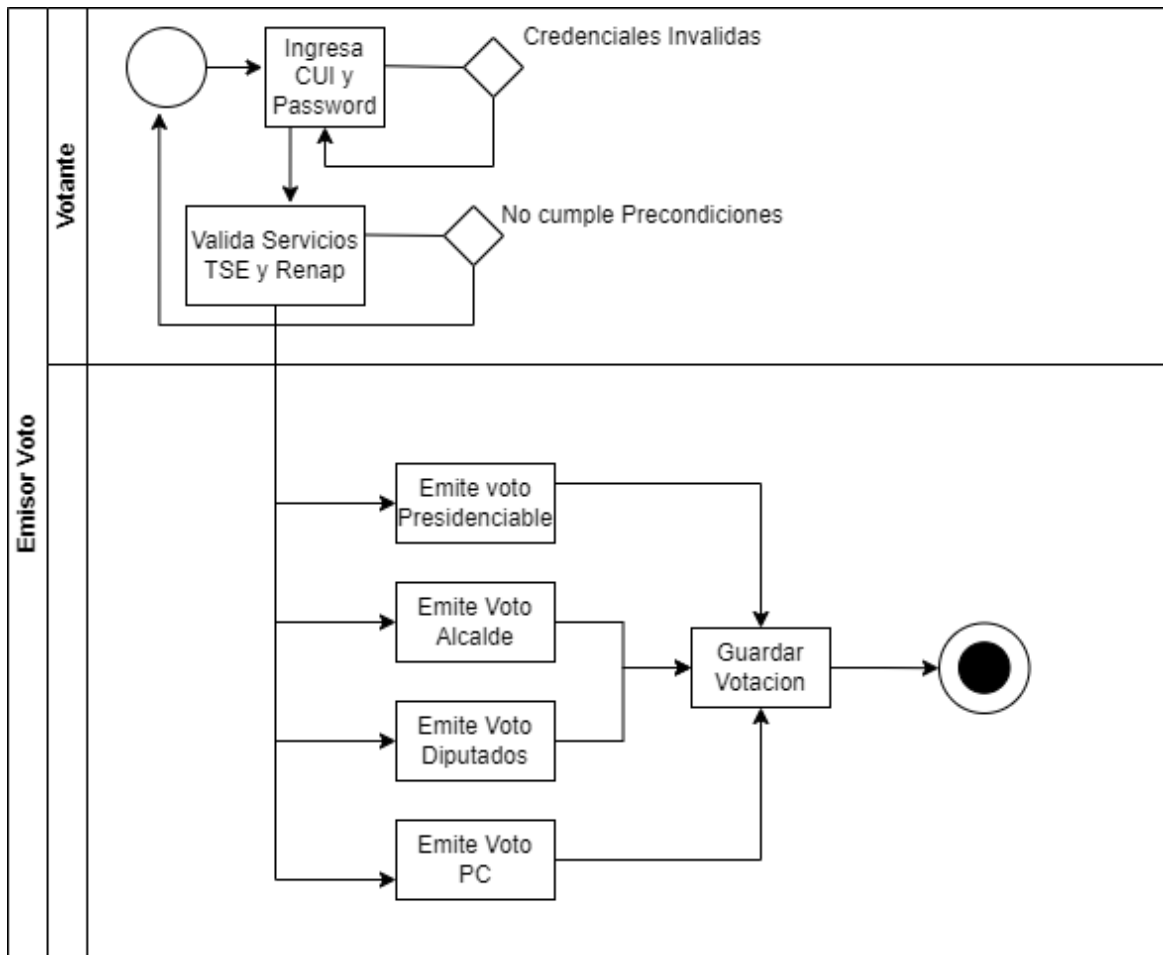 Emisor Voto
Votante
Ingresa
CUI y
Password
Credenciales Invalidas
Valida Servicios
TSE y Renap
No cumple Precondiciones
Emite voto
Presidenciable
Emite Voto
Alcalde
Emite Voto
Diputados
Emite Voto
PC
Guardar
Votacion